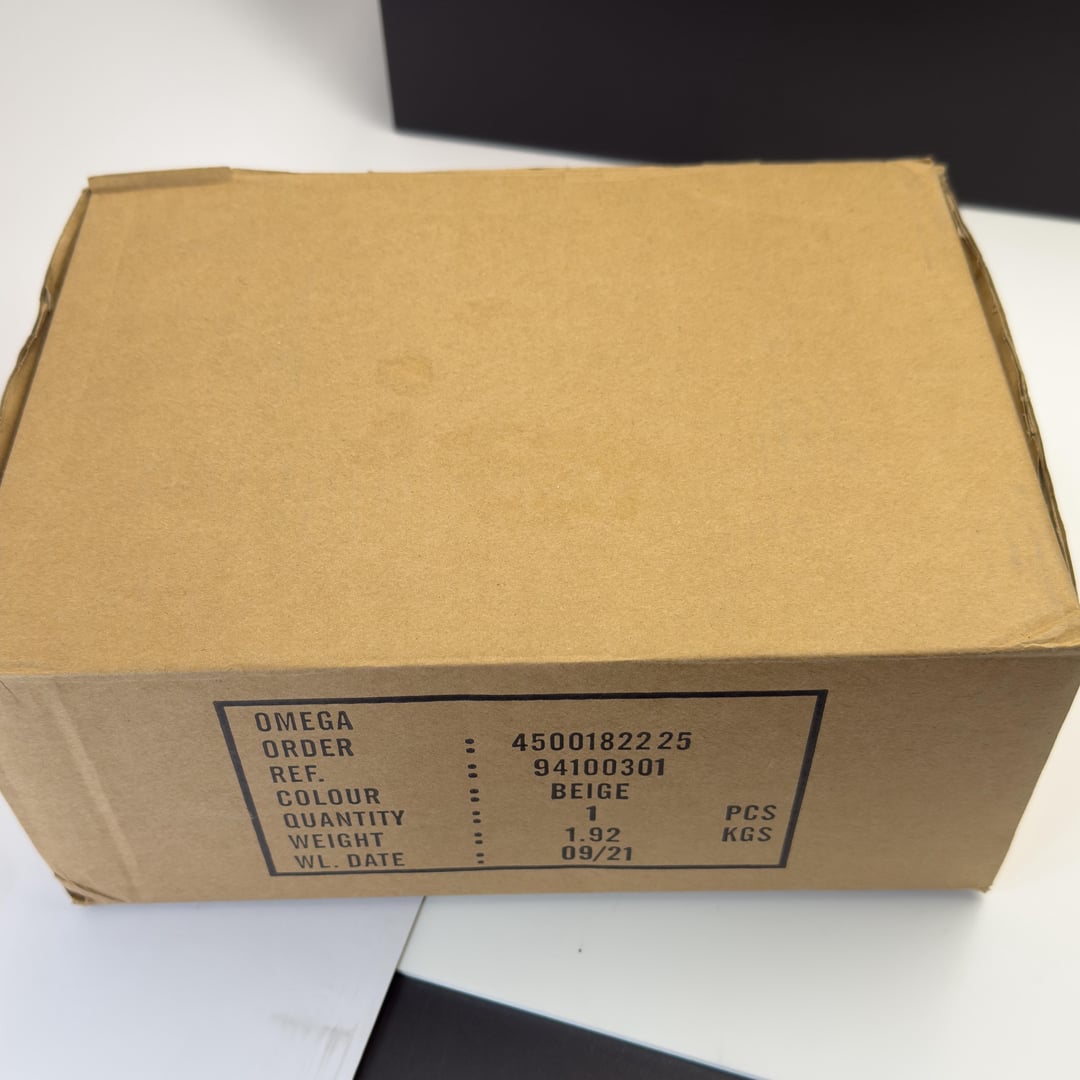 OMEGA
ORDER : 4500182225
REF. : 94100301
COLOUR : BEIGE
QUANTITY : 1 PCS
WEIGHT : 1.92 KGS
WL. DATE : 09/21